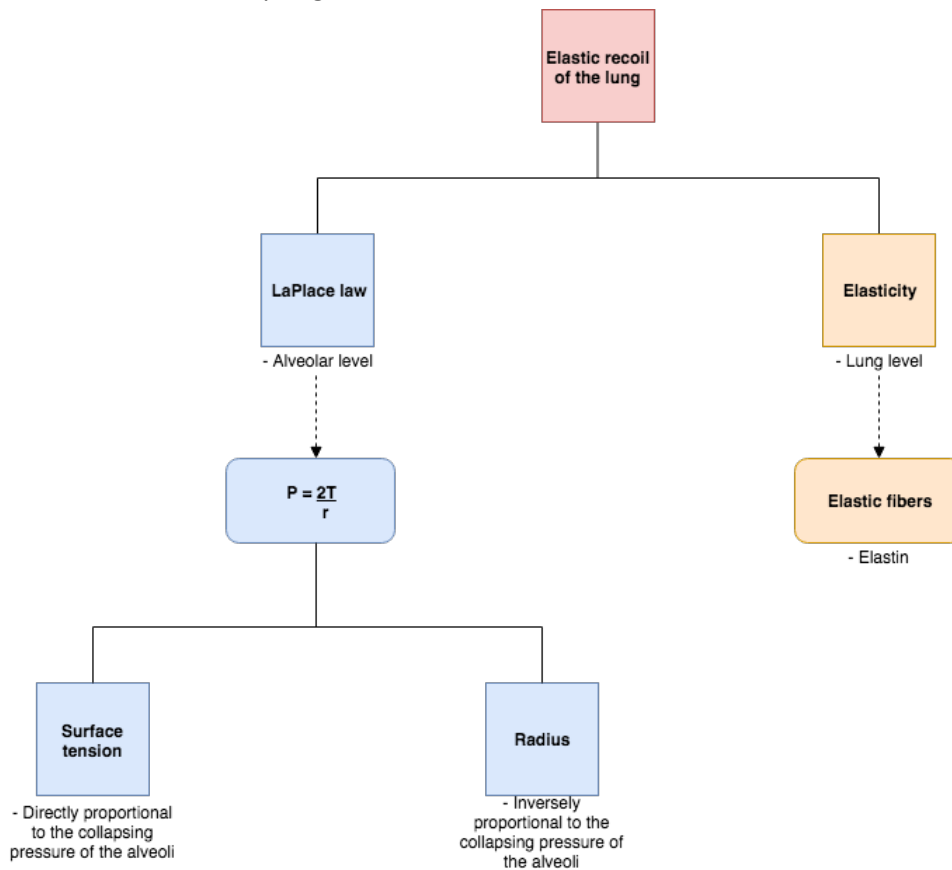 Elastic recoil
of the lung
LaPlace law
- Alveolar level
Elasticity
- Lung level
P = 2T
r
Elastic fibers
- Elastin
Surface
tension
- Directly proportional
to the collapsing
pressure of the alveoli
Radius
- Inversely
proportional to the
collapsing pressure of
the alveoli